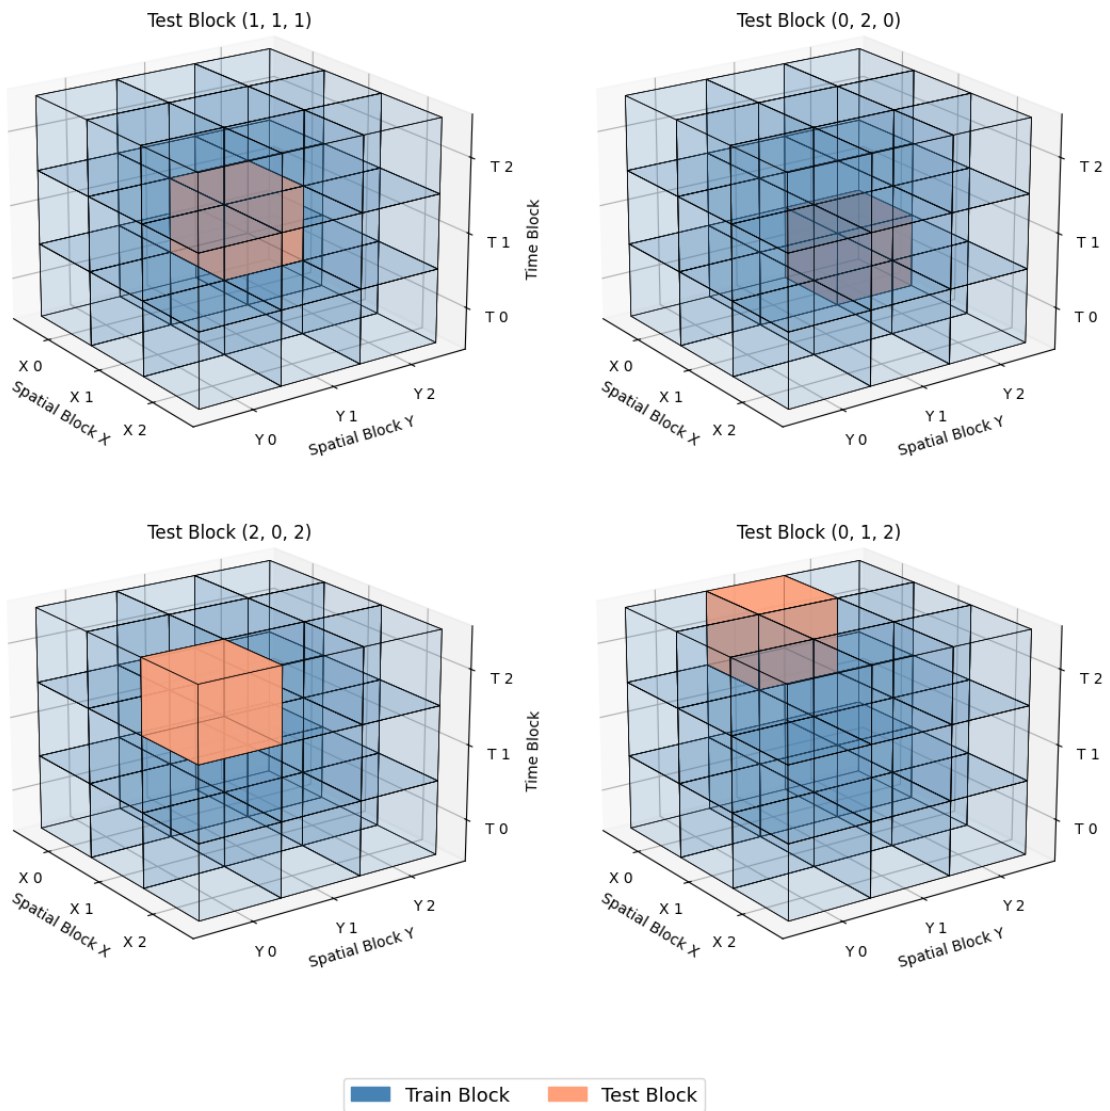 Test Block (1, 1, 1)
T 2
T 1
T 0
Time Block
X 0
X 1
X 2
Spatial Block X
Y 0
Y 1
Y 2
Spatial Block Y
Test Block (0, 2, 0)
T 2
T 1
T 0
X 0
X 1
X 2
Spatial Block X
Y 0
Y 1
Y 2
Spatial Block Y
Test Block (2, 0, 2)
T 2
T 1
T 0
Time Block
X 0
X 1
X 2
Spatial Block X
Y 0
Y 1
Y 2
Spatial Block Y
Test Block (0, 1, 2)
T 2
T 1
T 0
X 0
X 1
X 2
Spatial Block X
Y 0
Y 1
Y 2
Spatial Block Y
Train Block
Test Block